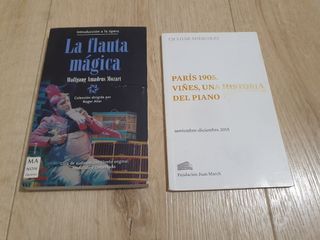 Introducción a la ópera
La flauta
mágica
Wolfgang Amadeus Mozart
Colección dirigida por
Roger Alier
MA
NON
CICLO DE MIÉRCOLES
PARÍS 1905.
VIÑES, UNA HISTORIA
DEL PIANO
noviembre-diciembre 2015
Fundación Juan March